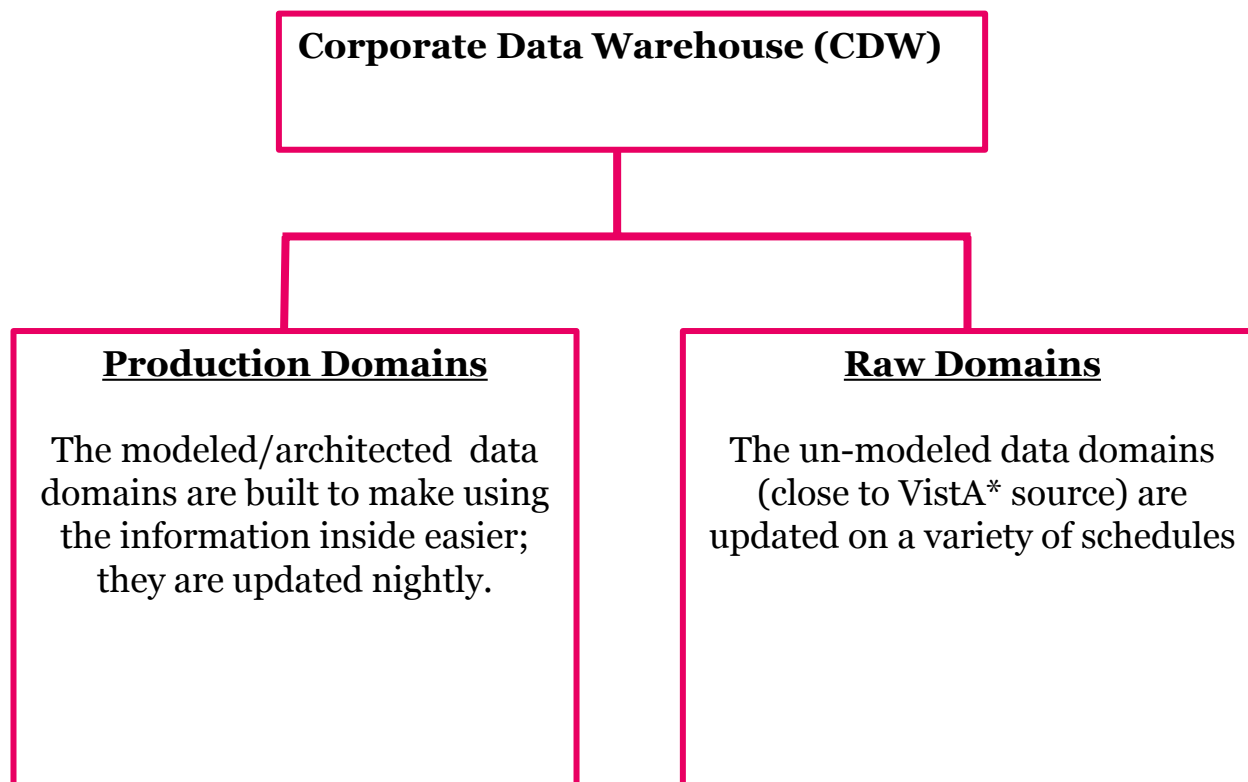 Corporate Data Warehouse (CDW)
Production Domains
The modeled/architected data
domains are built to make using
the information inside easier;
they are updated nightly.
Raw Domains
The un-modeled data domains
(close to VistA* source) are
updated on a variety of schedules